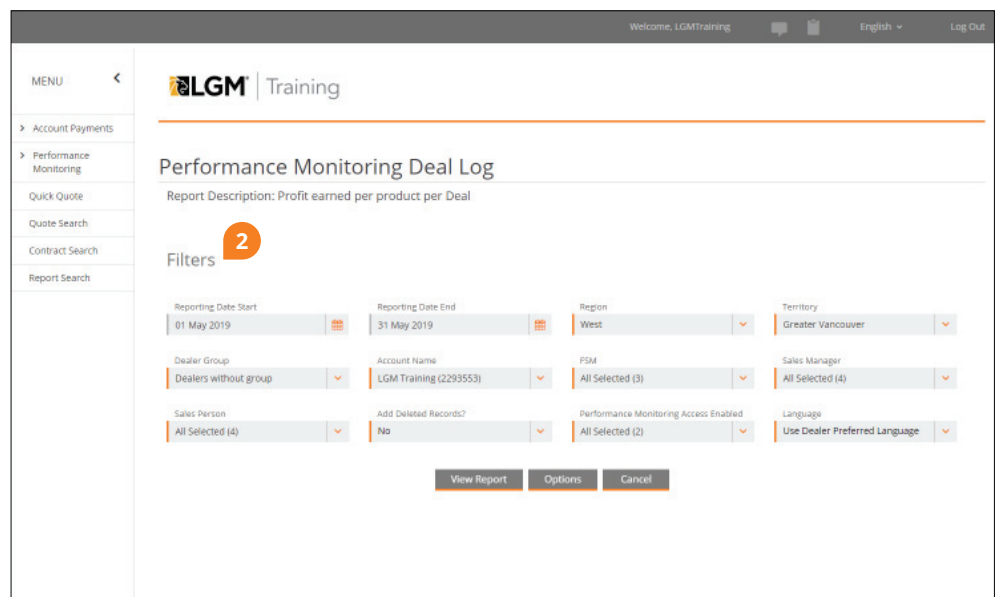 Welcome, LGMTraining English Log Out
MENU
LGM Training
Account Payments
Performance
Monitoring
Quick Quote
Quote Search
Contract Search
Report Search
Performance Monitoring Deal Log
Report Description: Profit earned per product per Deal
2
Filters
Reporting Date Start Reporting Date End Region Territory
01 May 2019 31 May 2019 West Greater Vancouver
Dealer Group Account Name FSM Sales Manager
Dealers without group LGM Training (2293553) All Selected (3) All Selected (4)
Sales Person Add Deleted Records? Performance Monitoring Access Enabled Language
All Selected (4) No All Selected (2) Use Dealer Preferred Language
View Report Options Cancel